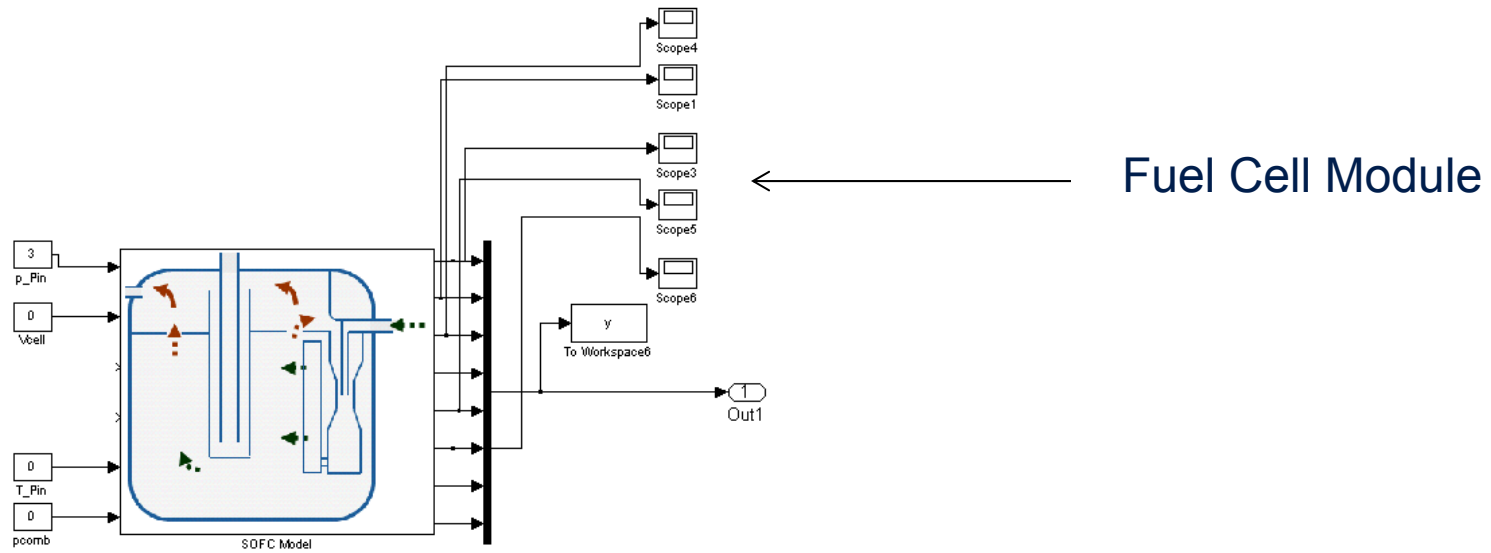 Scope4
Scope1
Scope3
Fuel Cell Module
Scope5
3
p_Pin
Scope6
0
Vcell
y
To Workspace6
1
Out1
0
T_Pin
0
pcomb
SOFC Model